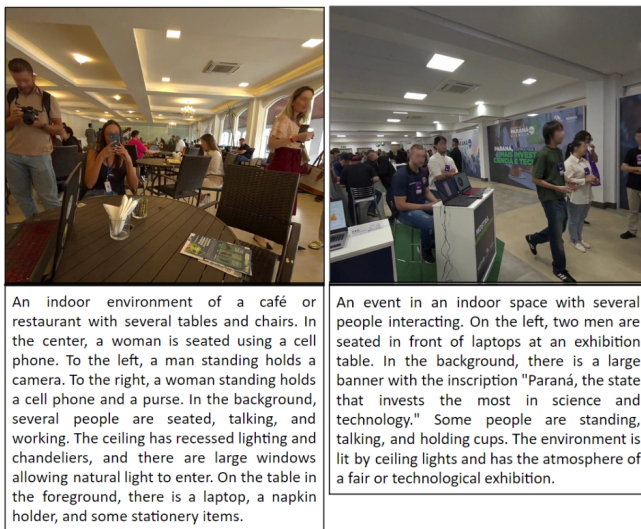 PARANÁ
PARANÁ,
MAIS INVEST
CIÊNCIA E TEC
An indoor environment of a café or
restaurant with several tables and chairs. In
the center, a woman is seated using a cell
phone. To the left, a man standing holds a
camera. To the right, a woman standing holds
a cell phone and a purse. In the background,
several people are seated, talking, and
working. The ceiling has recessed lighting and
chandeliers, and there are large windows
allowing natural light to enter. On the table in
the foreground, there is a laptop, a napkin
holder, and some stationery items.
An event in an indoor space with several
people interacting. On the left, two men are
seated in front of laptops at an exhibition
table. In the background, there is a large
banner with the inscription "Paraná, the state
that invests the most in science and
technology." Some people are standing,
talking, and holding cups. The environment is
lit by ceiling lights and has the atmosphere of
a fair or technological exhibition.